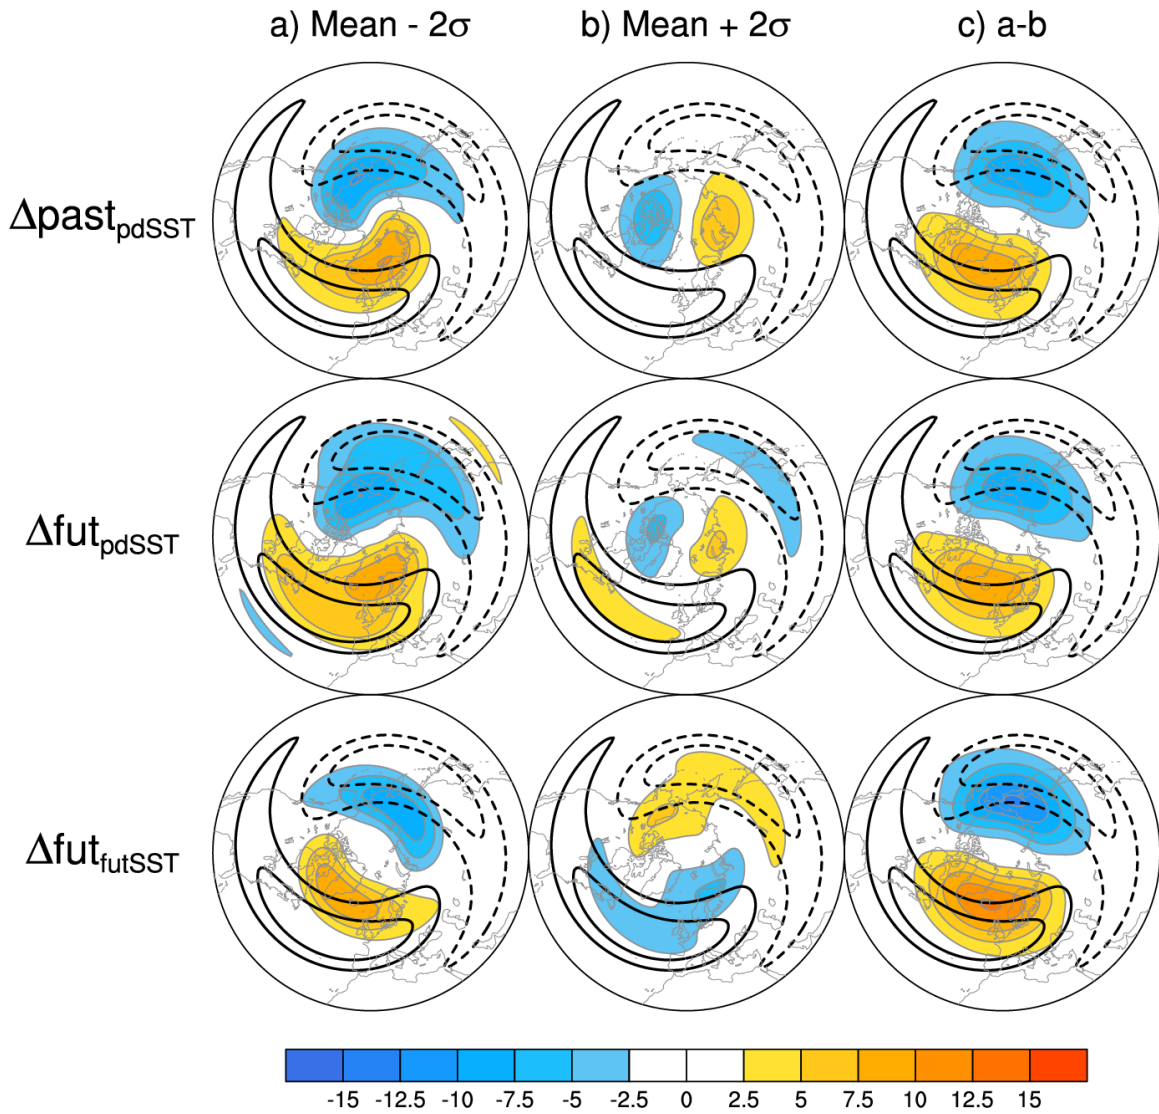 a) Mean - 2σ b) Mean + 2σ c) a-b
Δpast_pdSST
Δfut_pdSST
Δfut_futSST
-15 -12.5 -10 -7.5 -5 -2.5 0 2.5 5 7.5 10 12.5 15